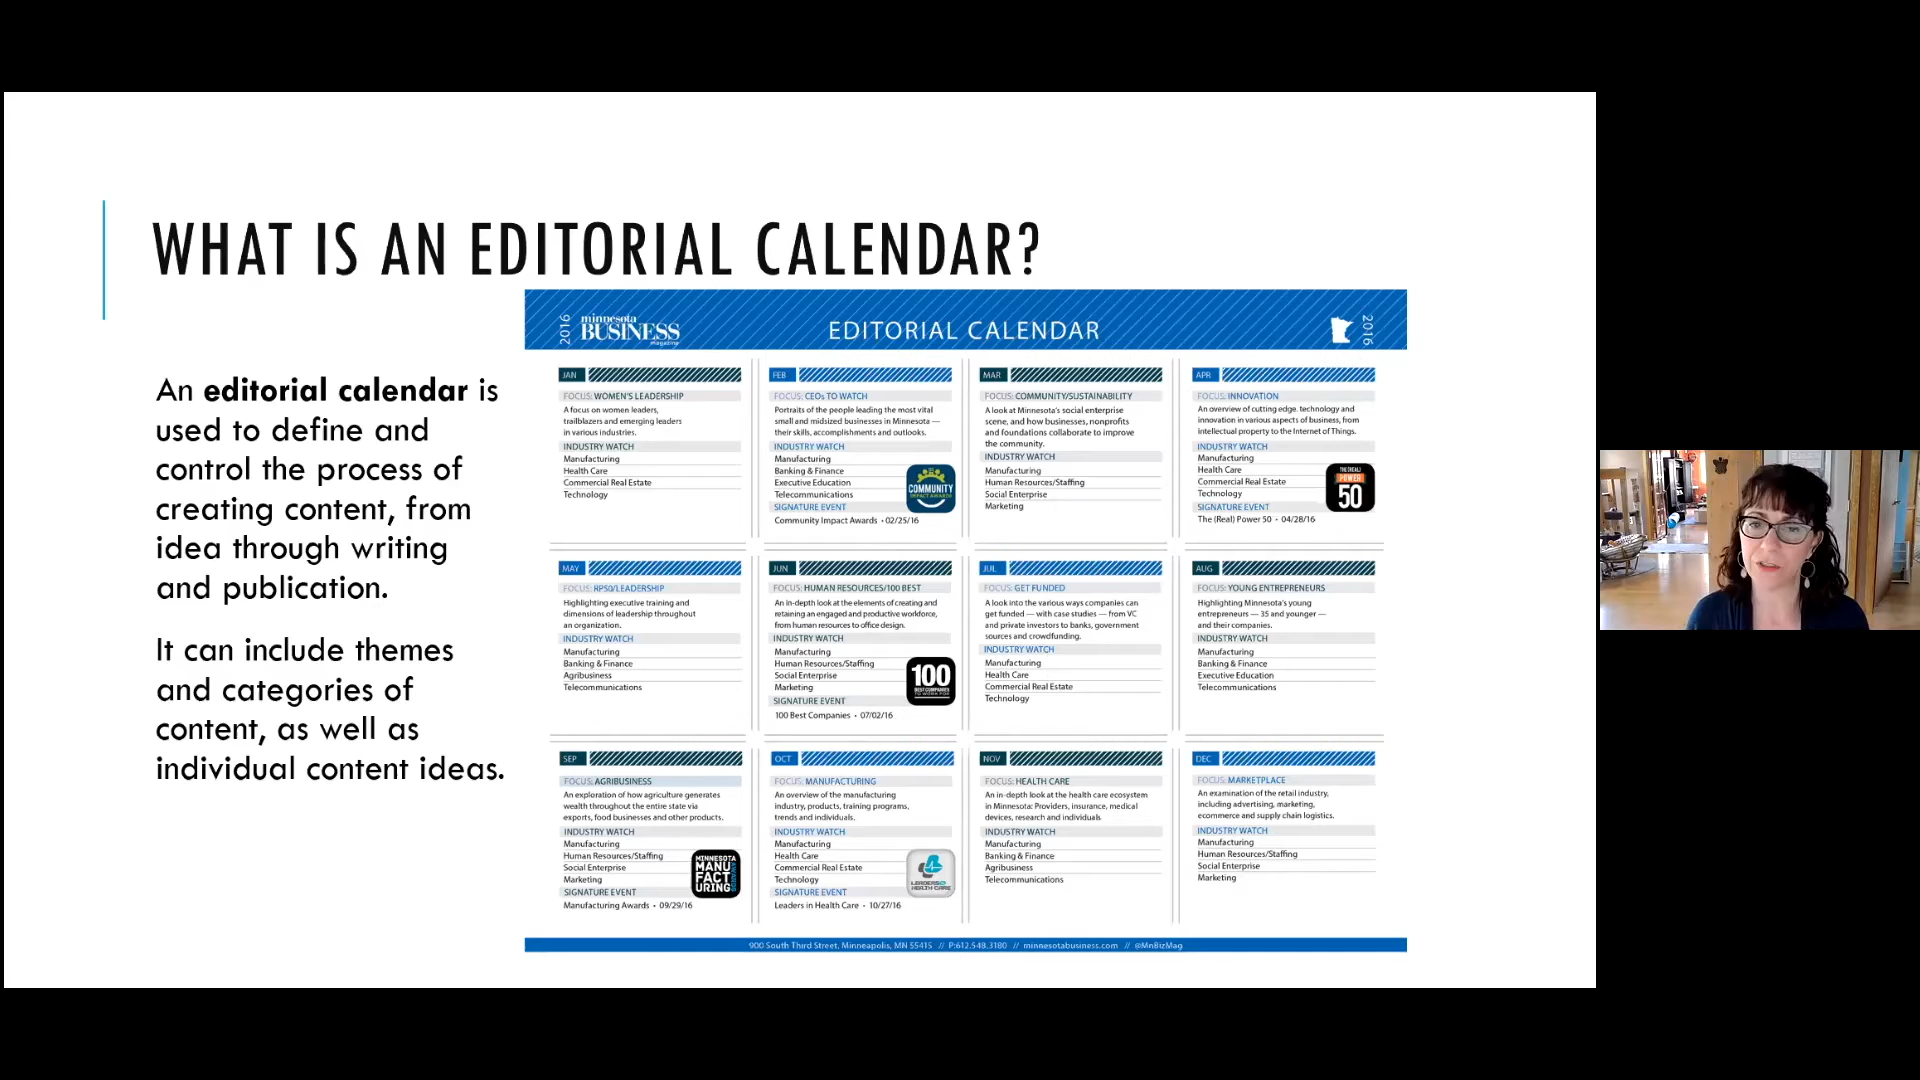 WHAT IS AN EDITORIAL CALENDAR?
An editorial calendar is
used to define and
control the process of
creating content, from
idea through writing
and publication.
It can include themes
and categories of
content, as well as
individual content ideas.
2016
minnesota
BUSINESS
magazine
EDITORIAL CALENDAR
2016
JAN
FOCUS: WOMEN'S LEADERSHIP
A focus on women leaders,
trailblazers and emerging leaders
in various industries.
INDUSTRY WATCH
Manufacturing
Health Care
Commercial Real Estate
Technology
FEB
FOCUS: CEOs TO WATCH
Portraits of the people leading the most vital
small and midsized businesses in Minnesota —
their skills, accomplishments and outlooks.
INDUSTRY WATCH
Manufacturing
Banking & Finance
Executive Education
Telecommunications
SIGNATURE EVENT
Community Impact Awards • 02/25/16
COMMUNITY
IMPACT AWARDS
MAR
FOCUS: COMMUNITY/SUSTAINABILITY
A look at Minnesota's social enterprise
scene, and how businesses, nonprofits
and foundations collaborate to improve
the community.
INDUSTRY WATCH
Manufacturing
Human Resources/Staffing
Social Enterprise
Marketing
APR
FOCUS: INNOVATION
An overview of cutting edge. technology and
innovation in various aspects of business, from
intellectual property to the Internet of Things.
INDUSTRY WATCH
Manufacturing
Health Care
Commercial Real Estate
Technology
SIGNATURE EVENT
The (Real) Power 50 • 04/28/16
THE (REAL)
POWER
50
MAY
FOCUS: RP50/LEADERSHIP
Highlighting executive training and
dimensions of leadership throughout
an organization.
INDUSTRY WATCH
Manufacturing
Banking & Finance
Agribusiness
Telecommunications
JUN
FOCUS: HUMAN RESOURCES/100 BEST
An in-depth look at the elements of creating and
retaining an engaged and productive workforce,
from human resources to office design.
INDUSTRY WATCH
Manufacturing
Human Resources/Staffing
Social Enterprise
Marketing
SIGNATURE EVENT
100 Best Companies • 07/02/16
100
BEST COMPANIES
TO WORK FOR
JUL
FOCUS: GET FUNDED
A look into the various ways companies can
get funded — with case studies — from VC
and private investors to banks, government
sources and crowdfunding.
INDUSTRY WATCH
Manufacturing
Health Care
Commercial Real Estate
Technology
AUG
FOCUS: YOUNG ENTREPRENEURS
Highlighting Minnesota's young
entrepreneurs — 35 and younger —
and their companies.
INDUSTRY WATCH
Manufacturing
Banking & Finance
Executive Education
Telecommunications
SEP
FOCUS: AGRIBUSINESS
An exploration of how agriculture generates
wealth throughout the entire state via
exports, food businesses and other products.
INDUSTRY WATCH
Manufacturing
Human Resources/Staffing
Social Enterprise
Marketing
SIGNATURE EVENT
Manufacturing Awards • 09/29/16
MINNESOTA
MANU
FACT
URING
AWARDS
OCT
FOCUS: MANUFACTURING
An overview of the manufacturing
industry, products, training programs,
trends and individuals.
INDUSTRY WATCH
Manufacturing
Health Care
Commercial Real Estate
Technology
SIGNATURE EVENT
Leaders in Health Care • 10/27/16
LEADERS IN
HEALTH CARE
NOV
FOCUS: HEALTH CARE
An in-depth look at the health care ecosystem
in Minnesota: Providers, insurance, medical
devices, research and individuals
INDUSTRY WATCH
Manufacturing
Banking & Finance
Agribusiness
Telecommunications
DEC
FOCUS: MARKETPLACE
An examination of the retail industry,
including advertising, marketing,
ecommerce and supply chain logistics.
INDUSTRY WATCH
Manufacturing
Human Resources/Staffing
Social Enterprise
Marketing
900 South Third Street, Minneapolis, MN 55415 // P:612.548.3180 // minnesotabusiness.com // @MnBizMag